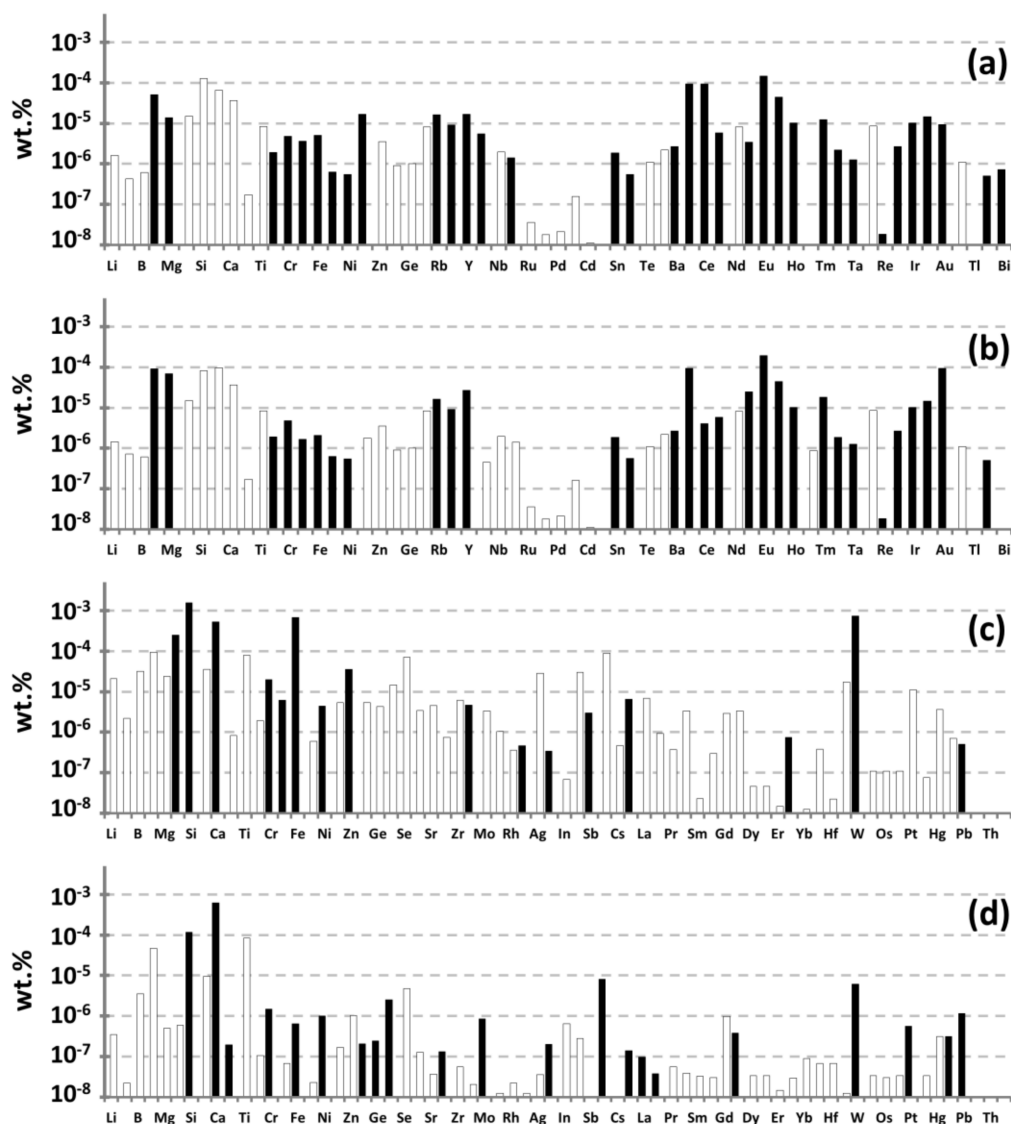 (a)
wt.%
10-3
10-4
10-5
10-6
10-7
10-8
Li B Mg Si Ca Ti Cr Fe Ni Zn Ge Rb Y Nb Ru Pd Cd Sn Te Ba Ce Nd Eu Ho Tm Ta Re Ir Au Tl Bi
(b)
wt.%
10-3
10-4
10-5
10-6
10-7
10-8
Li B Mg Si Ca Ti Cr Fe Ni Zn Ge Rb Y Nb Ru Pd Cd Sn Te Ba Ce Nd Eu Ho Tm Ta Re Ir Au Tl Bi
(c)
wt.%
10-3
10-4
10-5
10-6
10-7
10-8
Li B Mg Si Ca Ti Cr Fe Ni Zn Ge Se Sr Zr Mo Rh Ag In Sb Cs La Pr Sm Gd Dy Er Yb Hf W Os Pt Hg Pb Th
(d)
wt.%
10-3
10-4
10-5
10-6
10-7
10-8
Li B Mg Si Ca Ti Cr Fe Ni Zn Ge Se Sr Zr Mo Rh Ag In Sb Cs La Pr Sm Gd Dy Er Yb Hf W Os Pt Hg Pb Th